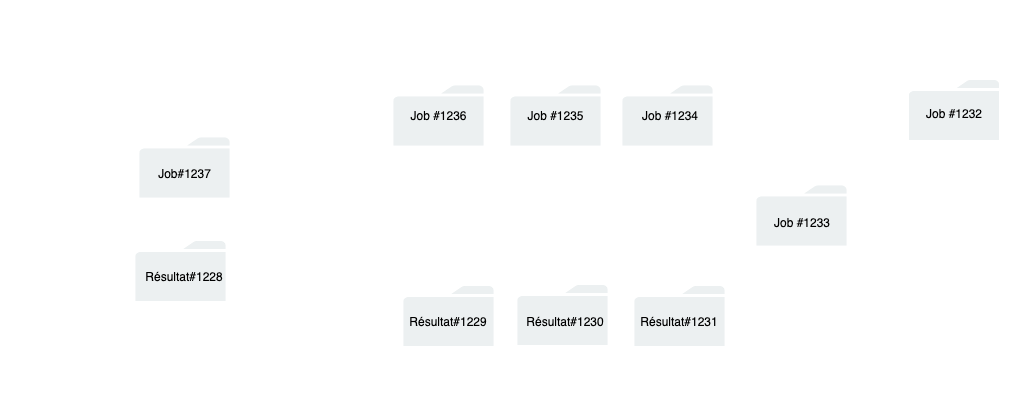 Job #1236
Job #1235
Job #1234
Job #1232
Job#1237
Job #1233
Résultat#1228
Résultat#1229
Résultat#1230
Résultat#1231